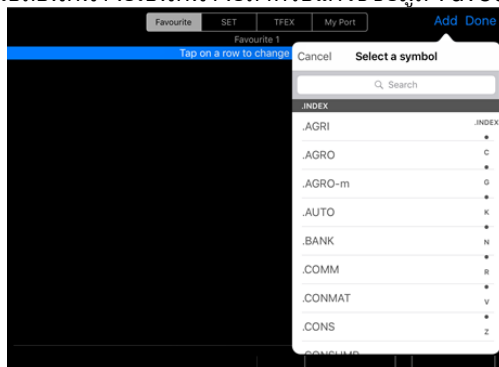 Favourite SET TFEX My Port Add Done
Favourite 1
Tap on a row to change
Cancel Select a symbol
Search
.INDEX
.AGRI .INDEX
.AGRO C
.AGRO-m G
.AUTO K
.BANK N
.COMM R
.CONMAT V
.CONS Z